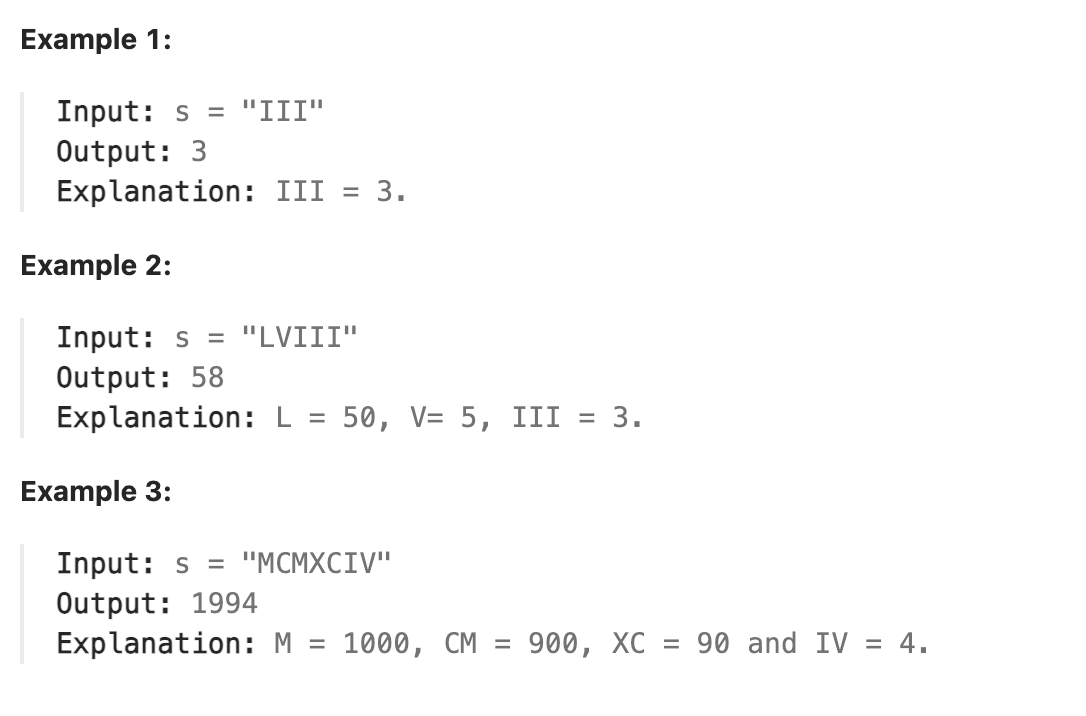 Example 1:
Input: s = "III"
Output: 3
Explanation: III = 3.
Example 2:
Input: s = "LVIII"
Output: 58
Explanation: L = 50, V= 5, III = 3.
Example 3:
Input: s = "MCMXCIV"
Output: 1994
Explanation: M = 1000, CM = 900, XC = 90 and IV = 4.